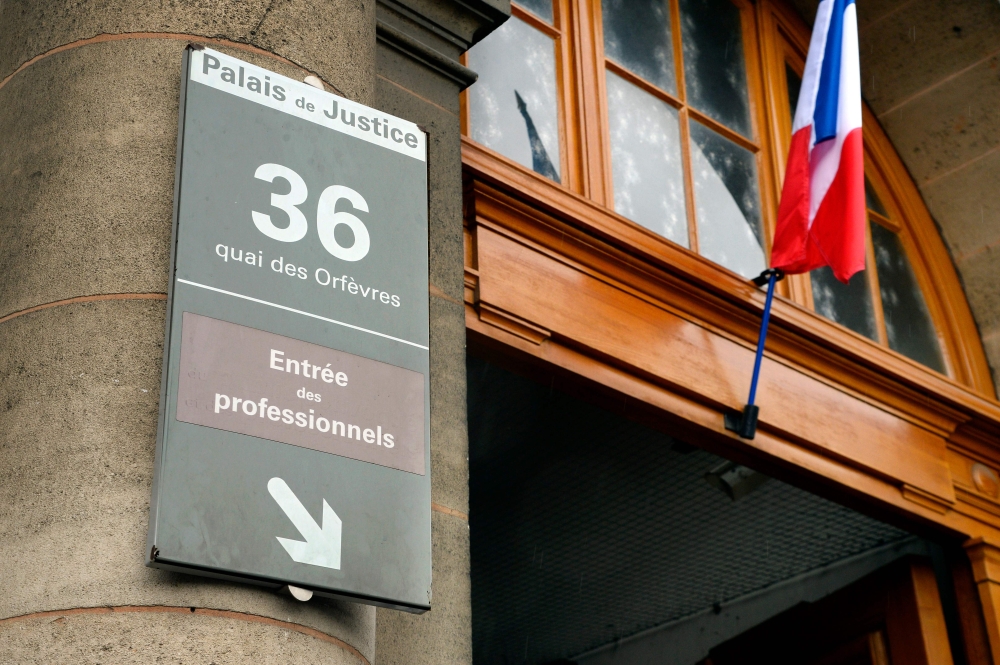 Palais de Justice
36
quai des Orfèvres
Entrée
des
professionnels